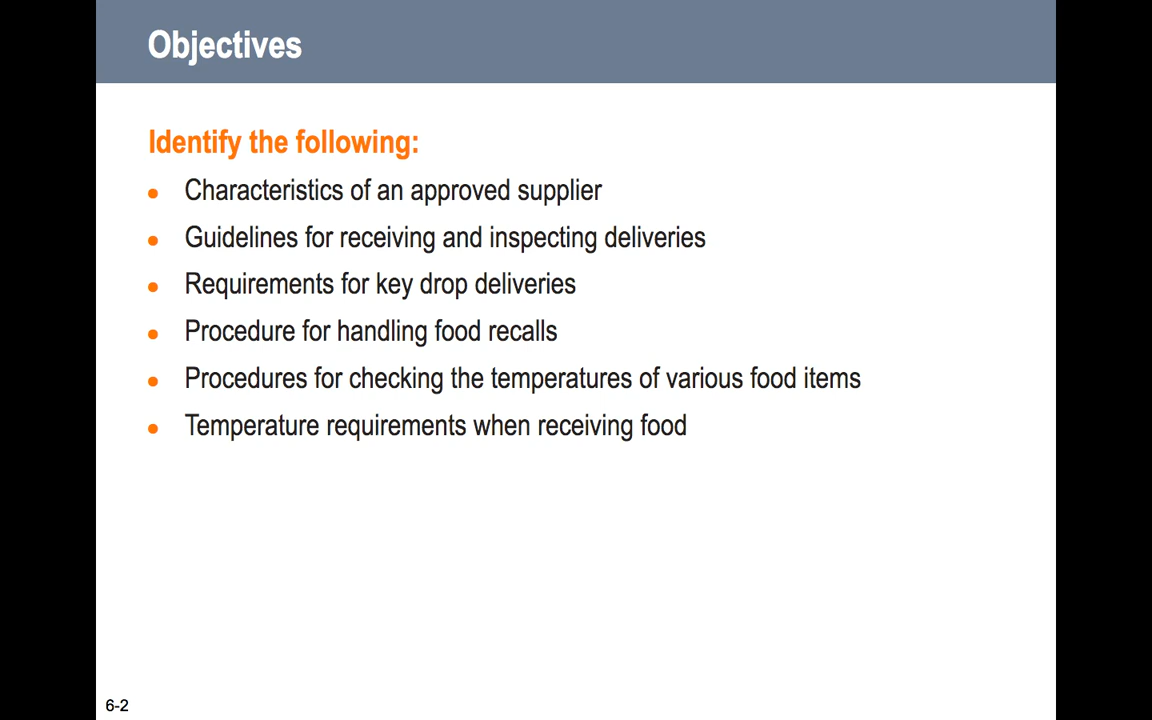 Objectives
Identify the following:
• Characteristics of an approved supplier
• Guidelines for receiving and inspecting deliveries
• Requirements for key drop deliveries
• Procedure for handling food recalls
• Procedures for checking the temperatures of various food items
• Temperature requirements when receiving food
6-2